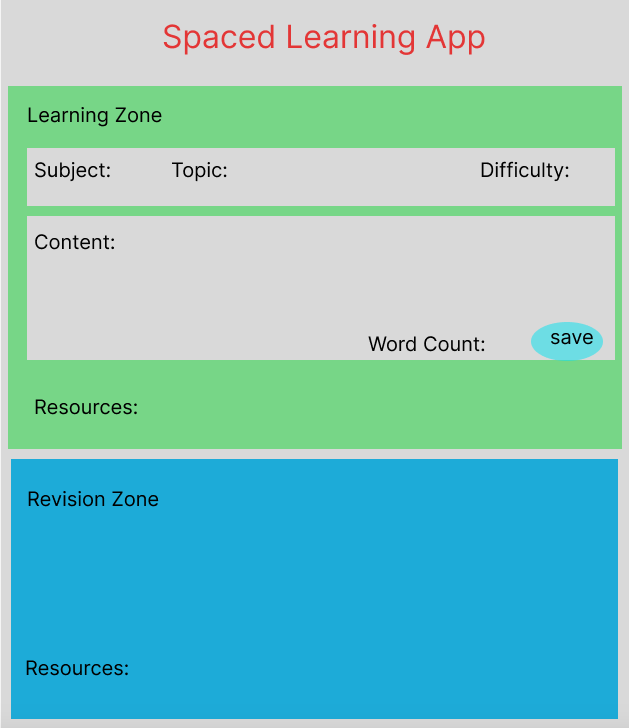 Spaced Learning App
Learning Zone
Subject: Topic: Difficulty:
Content:
Word Count: save
Resources:
Revision Zone
Resources: